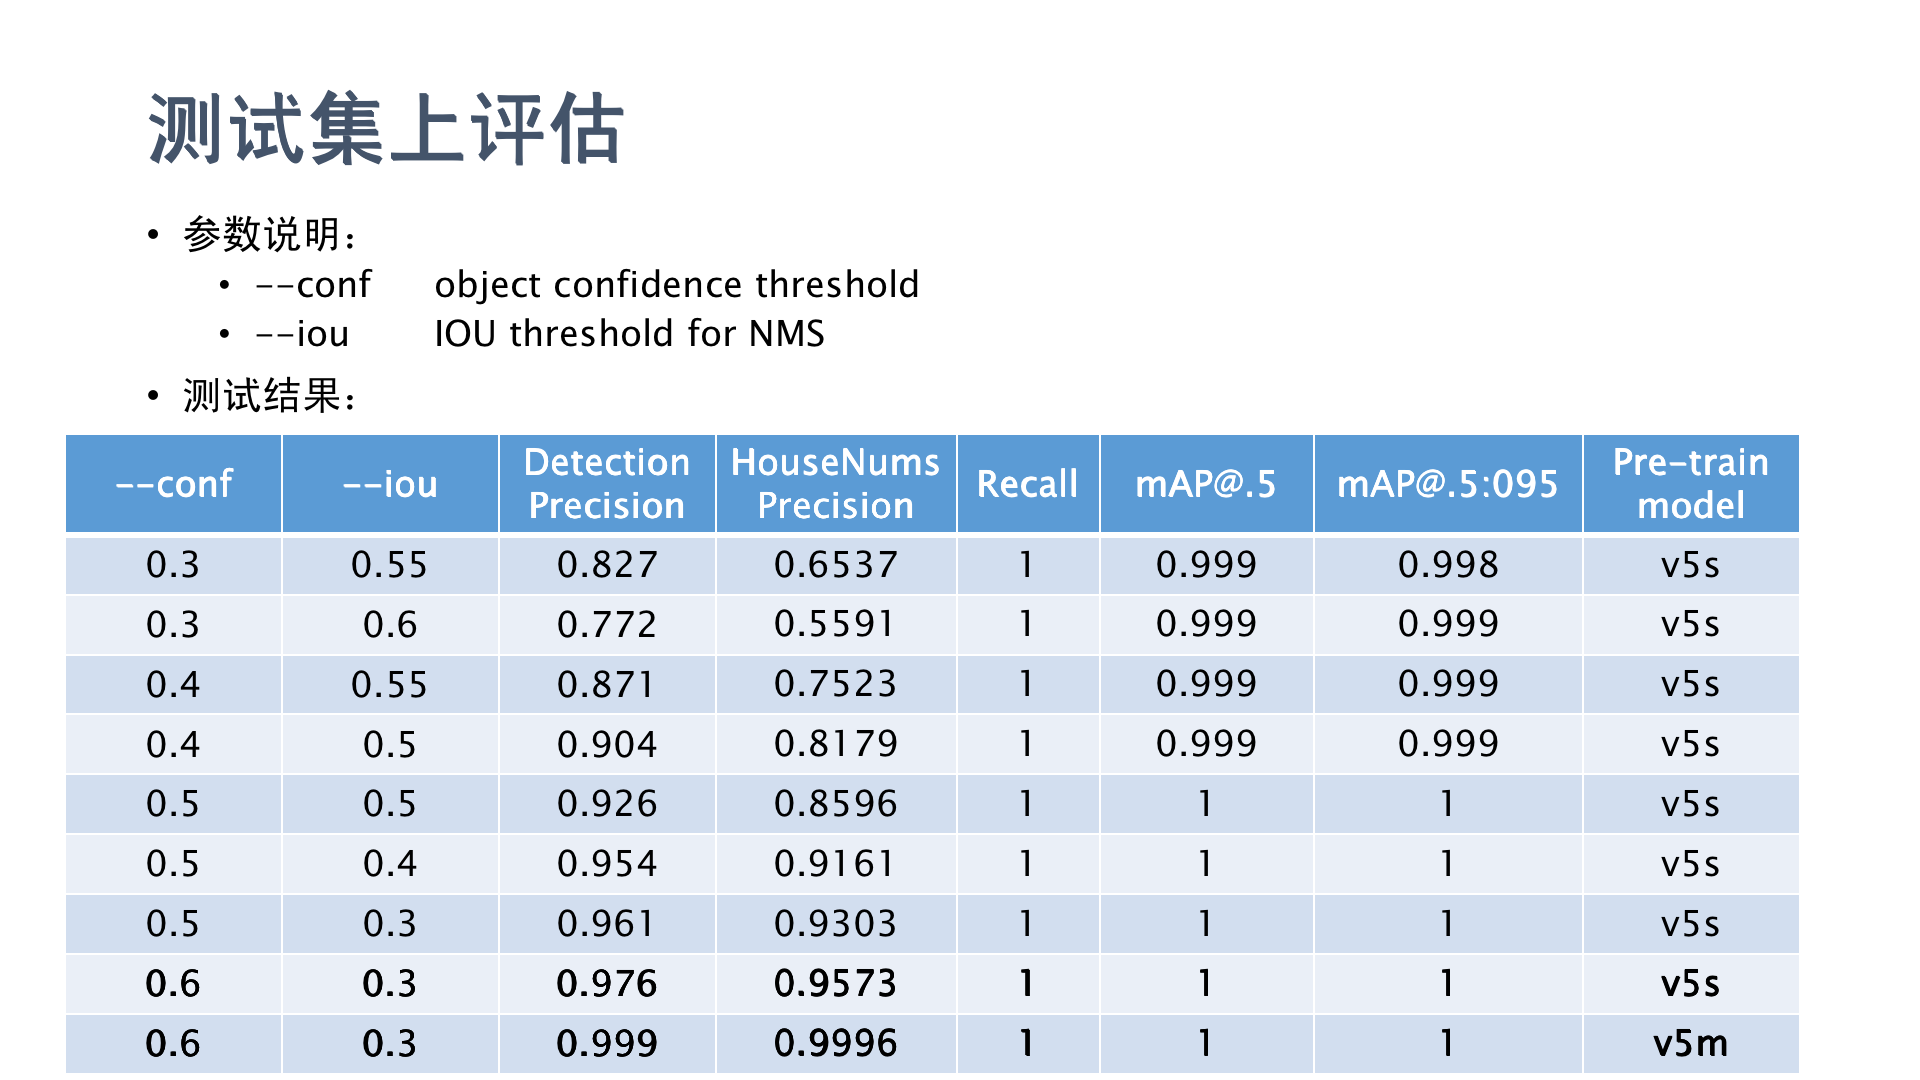 测试集上评估
• 参数说明：
• --conf object confidence threshold
• --iou IOU threshold for NMS
• 测试结果：
--conf --iou Detection Precision HouseNums Precision Recall mAP@.5 mAP@.5:095 Pre-train model
0.3 0.55 0.827 0.6537 1 0.999 0.998 v5s
0.3 0.6 0.772 0.5591 1 0.999 0.999 v5s
0.4 0.55 0.871 0.7523 1 0.999 0.999 v5s
0.4 0.5 0.904 0.8179 1 0.999 0.999 v5s
0.5 0.5 0.926 0.8596 1 1 1 v5s
0.5 0.4 0.954 0.9161 1 1 1 v5s
0.5 0.3 0.961 0.9303 1 1 1 v5s
0.6 0.3 0.976 0.9573 1 1 1 v5s
0.6 0.3 0.999 0.9996 1 1 1 v5m